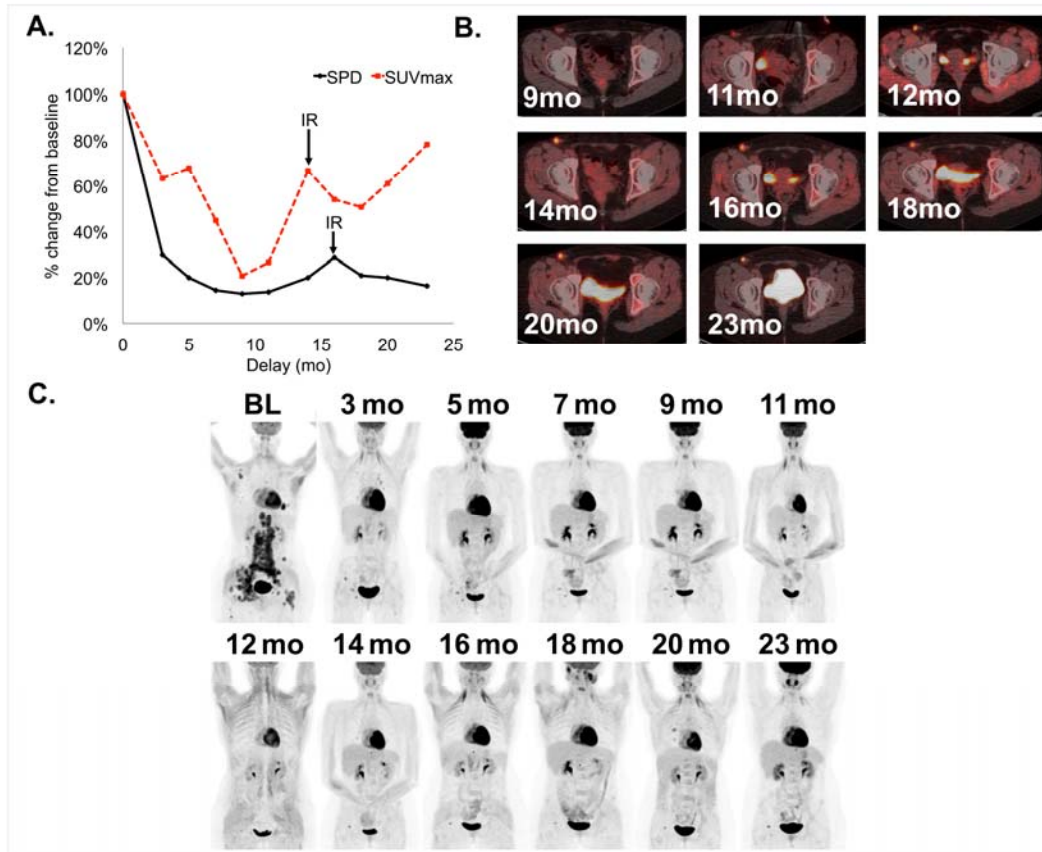 A.
120%
100%
80%
60%
40%
20%
0%
% change from baseline
SPD SUVmax
IR
IR
0 5 10 15 20 25
Delay (mo)
B.
9mo 11mo 12mo
14mo 16mo 18mo
20mo 23mo
C.
BL 3 mo 5 mo 7 mo 9 mo 11 mo
12 mo 14 mo 16 mo 18 mo 20 mo 23 mo